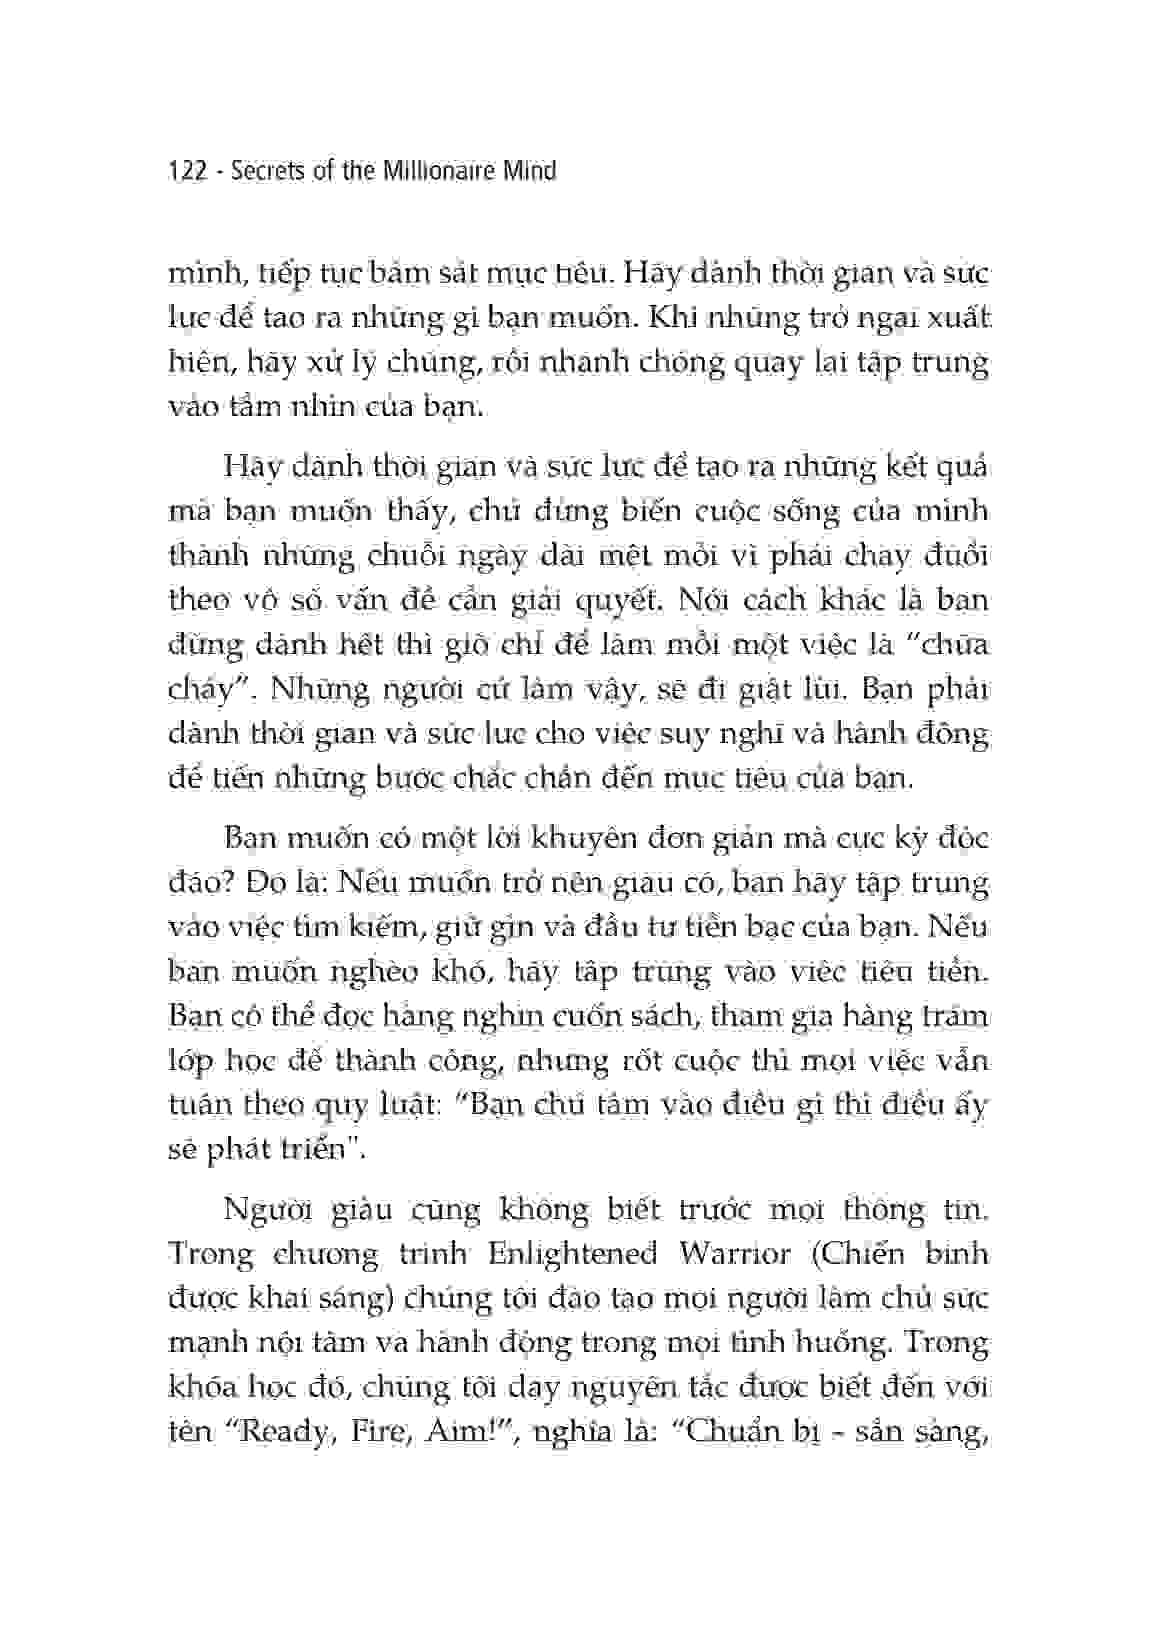 122 - Secrets of the Millionaire Mind
mình, tiếp tục bám sát mục tiêu. Hãy dành thời gian và sức
lực để tạo ra những gì bạn muốn. Khi những trở ngại xuất
hiện, hãy xử lý chúng, rồi nhanh chóng quay lại tập trung
vào tầm nhìn của bạn.
Hãy dành thời gian và sức lực để tạo ra những kết quả
mà bạn muốn thấy, chứ đừng biến cuộc sống của mình
thành những chuỗi ngày dài mệt mỏi vì phải chạy đuổi
theo vô số vấn đề cần giải quyết. Nói cách khác là bạn
đừng dành hết thì giờ chỉ để làm mỗi một việc là “chữa
cháy”. Những người cứ làm vậy, sẽ đi giật lùi. Bạn phải
dành thời gian và sức lực cho việc suy nghĩ và hành động
để tiến những bước chắc chắn đến mục tiêu của bạn.
Bạn muốn có một lời khuyên đơn giản mà cực kỳ độc
đáo? Đó là: Nếu muốn trở nên giàu có, bạn hãy tập trung
vào việc tìm kiếm, giữ gìn và đầu tư tiền bạc của bạn. Nếu
bạn muốn nghèo khó, hãy tập trung vào việc tiêu tiền.
Bạn có thể đọc hàng nghìn cuốn sách, tham gia hàng trăm
lớp học để thành công, nhưng rốt cuộc thì mọi việc vẫn
tuân theo quy luật: “Bạn chú tâm vào điều gì thì điều ấy
sẽ phát triển".
Người giàu cũng không biết trước mọi thông tin.
Trong chương trình Enlightened Warrior (Chiến binh
được khai sáng) chúng tôi đào tạo mọi người làm chủ sức
mạnh nội tâm và hành động trong mọi tình huống. Trong
khóa học đó, chúng tôi dạy nguyên tắc được biết đến với
tên “Ready, Fire, Aim!”, nghĩa là: “Chuẩn bị – sẵn sàng,